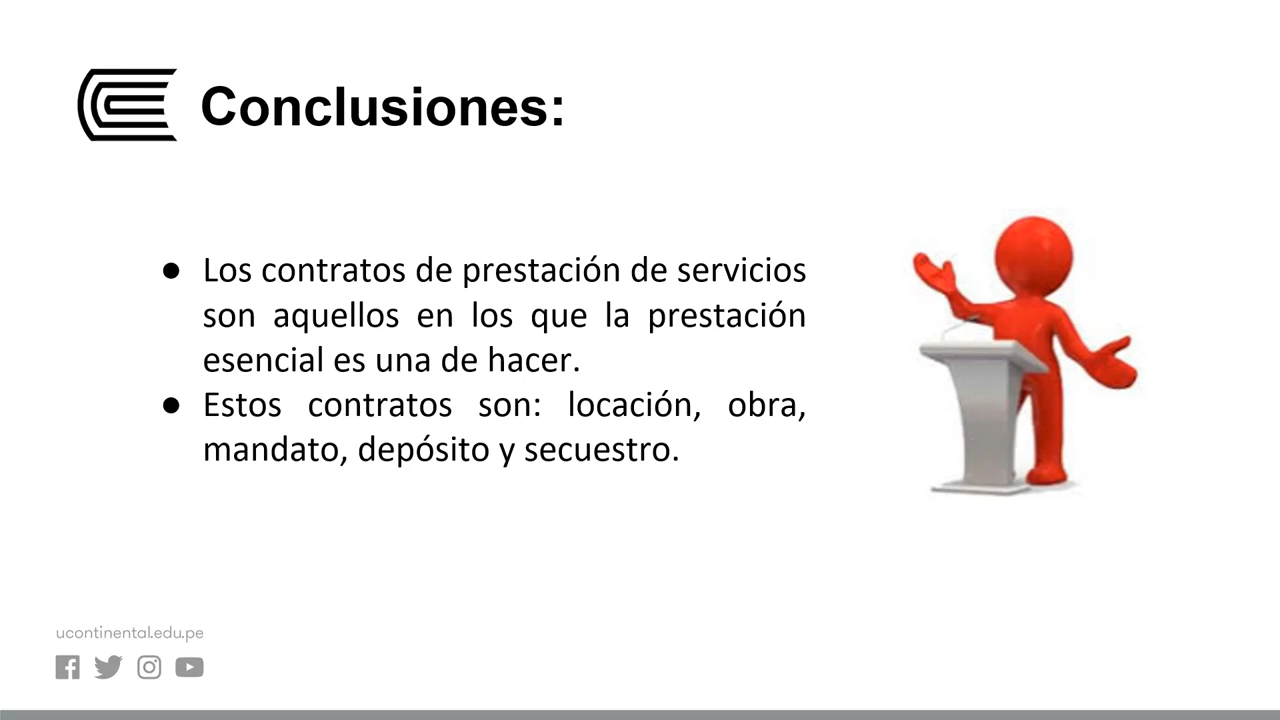 Conclusiones:
● Los contratos de prestación de servicios
son aquellos en los que la prestación
esencial es una de hacer.
● Estos contratos son: locación, obra,
mandato, depósito y secuestro.
ucontinental.edu.pe